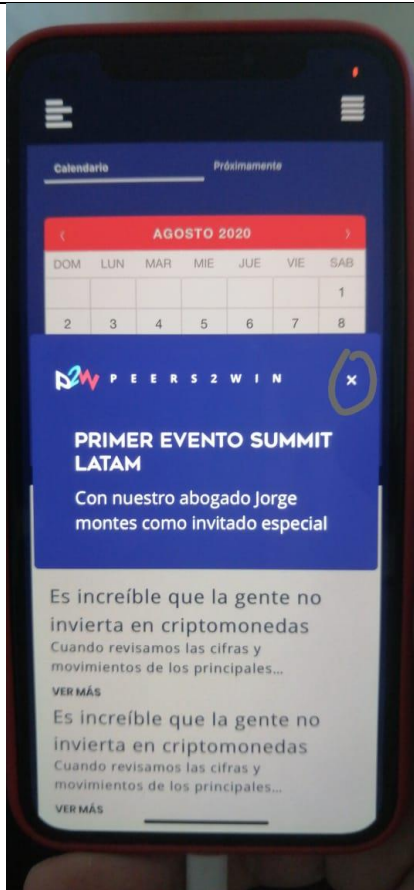 Calendario
Próximamente
‹ AGOSTO 2020 ›
DOM LUN MAR MIE JUE VIE SAB
1
2 3 4 5 6 7 8
P2W PEERS2WIN ×
PRIMER EVENTO SUMMIT
LATAM
Con nuestro abogado Jorge
montes como invitado especial
Es increíble que la gente no
invierta en criptomonedas
Cuando revisamos las cifras y
movimientos de los principales...
VER MÁS
Es increíble que la gente no
invierta en criptomonedas
Cuando revisamos las cifras y
movimientos de los principales...
VER MÁS